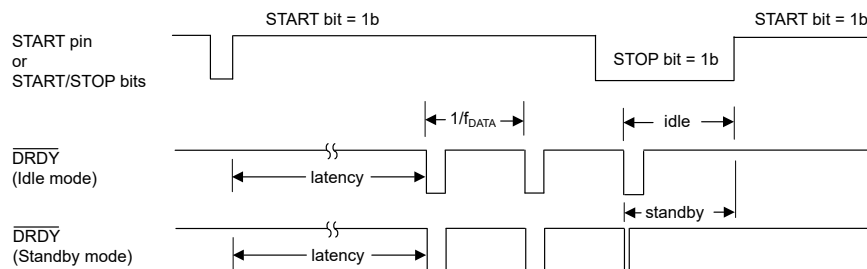 START bit = 1b
START bit = 1b
START pin
or
START/STOP bits
STOP bit = 1b
1/fDATA
idle
DRDY
(Idle mode)
latency
standby
DRDY
(Standby mode)
latency